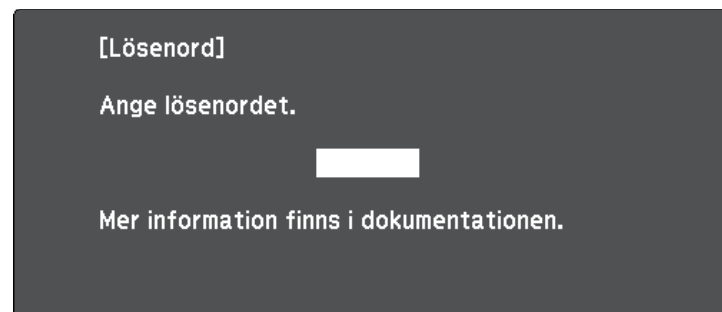 [Lösenord]
Ange lösenordet.
Mer information finns i dokumentationen.